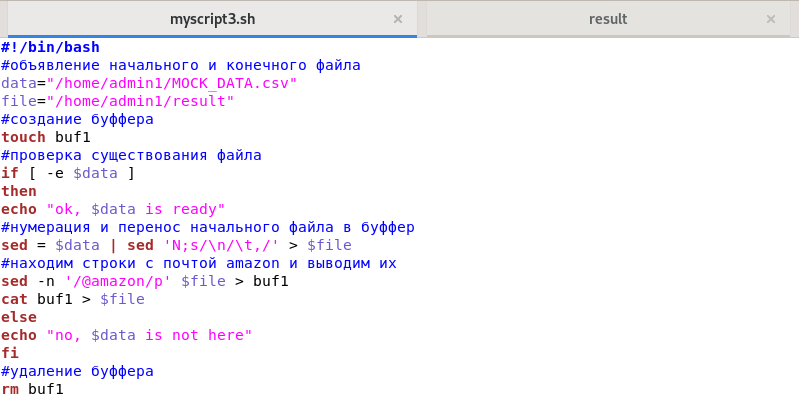 myscript3.sh
×
result
×
#!/bin/bash
#объявление начального и конечного файла
data="/home/admin1/MOCK_DATA.csv"
file="/home/admin1/result"
#создание буффера
touch buf1
#проверка существования файла
if [ -e $data ]
then
echo "ok, $data is ready"
#нумерация и перенос начального файла в буффер
sed = $data | sed 'N;s/\n/\t,/' > $file
#находим строки с почтой amazon и выводим их
sed -n '/@amazon/p' $file > buf1
cat buf1 > $file
else
echo "no, $data is not here"
fi
#удаление буффера
rm buf1